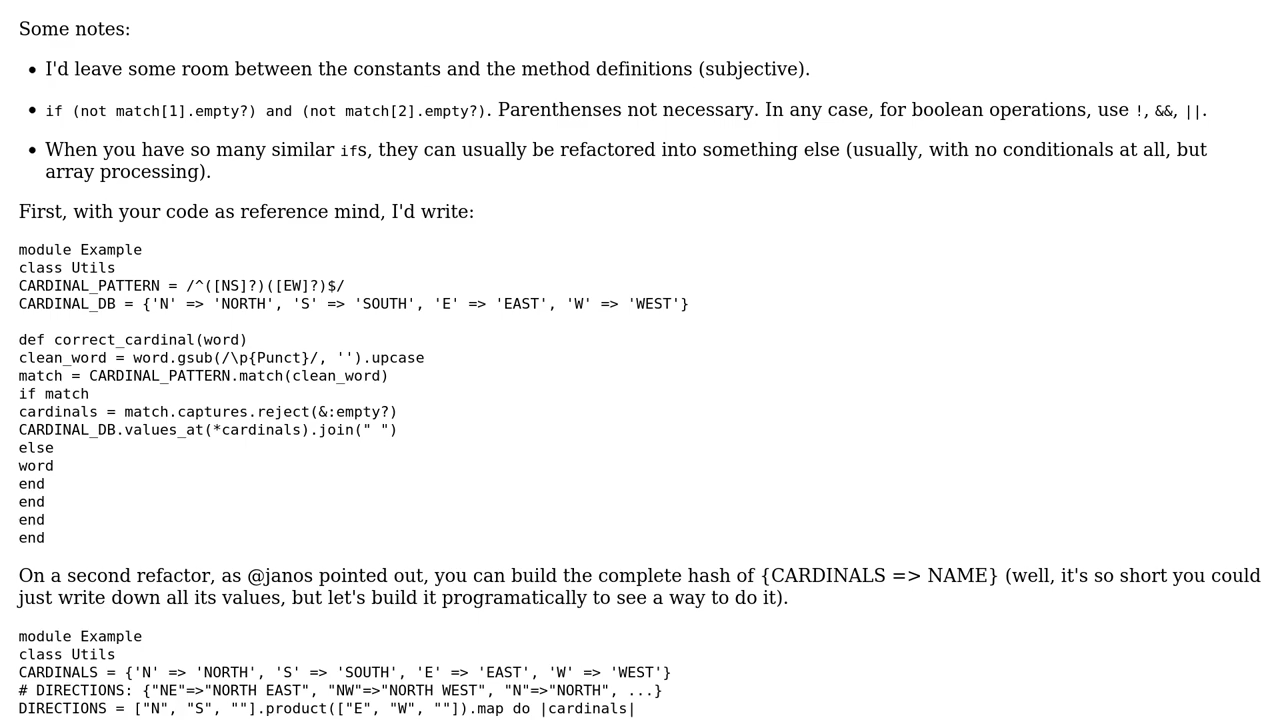 Some notes:
I'd leave some room between the constants and the method definitions (subjective).
if (not match[1].empty?) and (not match[2].empty?). Parenthenses not necessary. In any case, for boolean operations, use !, &&, ||.
When you have so many similar ifs, they can usually be refactored into something else (usually, with no conditionals at all, but
array processing).
First, with your code as reference mind, I'd write:
module Example
class Utils
CARDINAL_PATTERN = /^([NS]?)([EW]?)$/
CARDINAL_DB = {'N' => 'NORTH', 'S' => 'SOUTH', 'E' => 'EAST', 'W' => 'WEST'}
def correct_cardinal(word)
clean_word = word.gsub(/\p{Punct}/, '').upcase
match = CARDINAL_PATTERN.match(clean_word)
if match
cardinals = match.captures.reject(&:empty?)
CARDINAL_DB.values_at(*cardinals).join(" ")
else
word
end
end
end
end
On a second refactor, as @janos pointed out, you can build the complete hash of {CARDINALS => NAME} (well, it's so short you could
just write down all its values, but let's build it programatically to see a way to do it).
module Example
class Utils
CARDINALS = {'N' => 'NORTH', 'S' => 'SOUTH', 'E' => 'EAST', 'W' => 'WEST'}
# DIRECTIONS: {"NE"=>"NORTH EAST", "NW"=>"NORTH WEST", "N"=>"NORTH", ...}
DIRECTIONS = ["N", "S", ""].product(["E", "W", ""]).map do |cardinals|